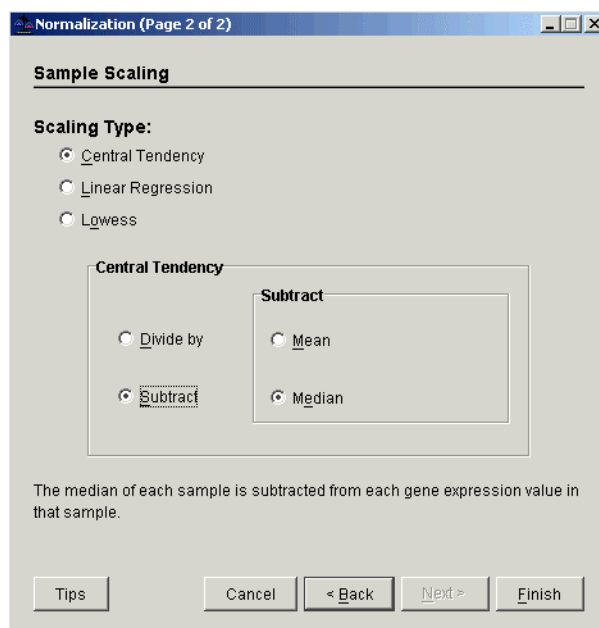 Normalization (Page 2 of 2)
Sample Scaling
Scaling Type:
Central Tendency
Linear Regression
Lowess
Central Tendency
Subtract
Divide by
Mean
Subtract
Median
The median of each sample is subtracted from each gene expression value in
that sample.
Tips Cancel < Back Next > Finish